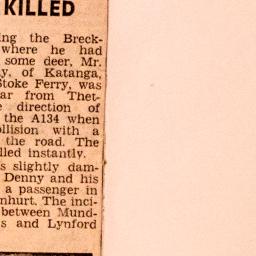 KILLED
ing the Breck-
where he had
some deer, Mr.
y, of Katanga,
Stoke Ferry, was
ar from Thet-
e direction of
the A134 when
ollision with a
the road. The
lled instantly.
s slightly dam-
Denny and his
a passenger in
nhurt. The inci-
between Mund-
s and Lynford